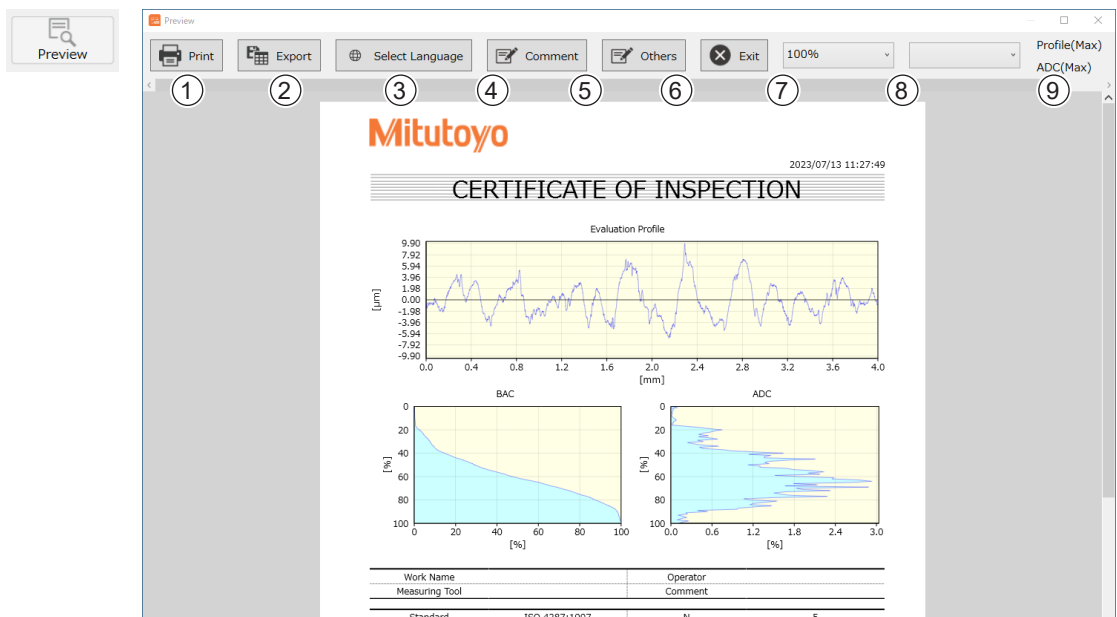 Preview
Preview
Print Export Select Language Comment Others Exit 100% Profile(Max)
ADC(Max)
1 2 3 4 5 6 7 8 9
Mitutoyo
2023/07/13 11:27:49
CERTIFICATE OF INSPECTION
Evaluation Profile
9.90
7.92
5.94
3.96
1.98
0.00
-1.98
-3.96
-5.94
-7.92
-9.90
[µm]
0.0 0.4 0.8 1.2 1.6 2.0 2.4 2.8 3.2 3.6 4.0
[mm]
BAC
0
20
40
60
80
100
[%]
0 20 40 60 80 100
[%]
ADC
0
20
40
60
80
100
[%]
0.0 0.6 1.2 1.8 2.4 3.0
[%]
Work Name Operator
Measuring Tool Comment
Standard ISO 4287:1997 N 5